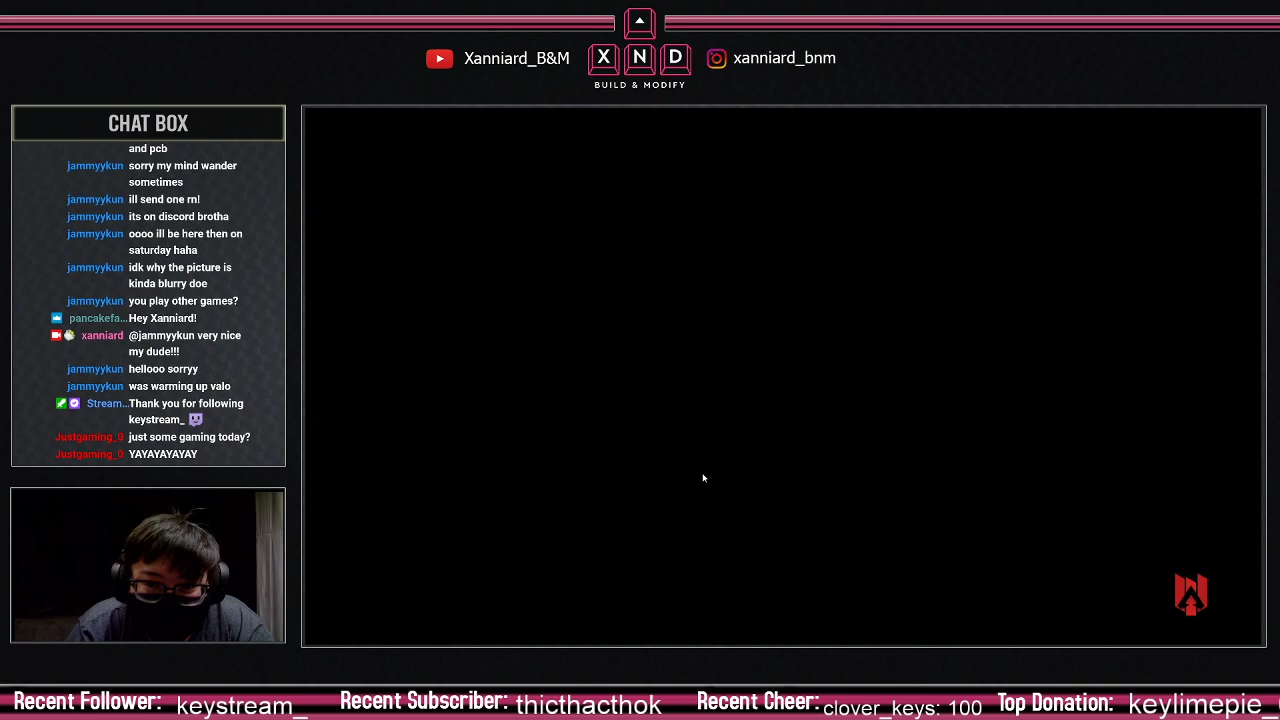 Xanniard_B&M
X N D
xanniard_bnm
BUILD & MODIFY
CHAT BOX
and pcb
jammyykun sorry my mind wander
sometimes
jammyykun ill send one rn!
jammyykun its on discord brotha
jammyykun oooo ill be here then on
saturday haha
jammyykun idk why the picture is
kinda blurry doe
jammyykun you play other games?
pancakefa... Hey Xanniard!
xanniard @jammyykun very nice
my dude!!!
jammyykun hellooo sorryy
jammyykun was warming up valo
Stream... Thank you for following
keystream_
Justgaming_0 just some gaming today?
Justgaming_0 YAYAYAYAYAY
Recent Follower: keystream_
Recent Subscriber: thicthacthok
Recent Cheer: clover_keys: 100
Top Donation: keylimepie_